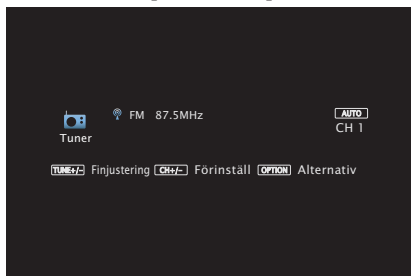 FM 87.5MHz
AUTO
CH 1
Tuner
TUNE+/- Finjustering CH+/- Förinställ OPTION Alternativ